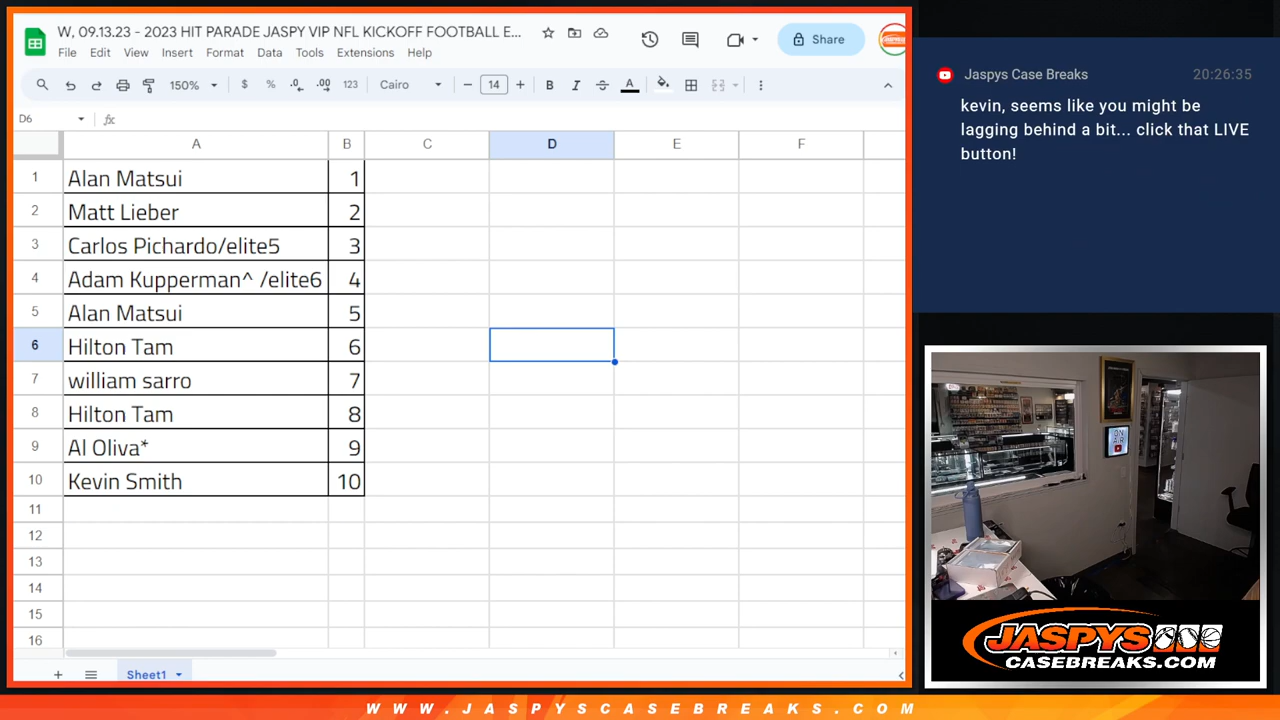 W, 09.13.23 - 2023 HIT PARADE JASPY VIP NFL KICKOFF FOOTBALL E...
File Edit View Insert Format Data Tools Extensions Help
Share
150% $ % .0 .00 123 Cairo 14 B I A
D6 fx
A B C D E F
1 Alan Matsui 1
2 Matt Lieber 2
3 Carlos Pichardo/elite5 3
4 Adam Kupperman^ /elite6 4
5 Alan Matsui 5
6 Hilton Tam 6
7 william sarro 7
8 Hilton Tam 8
9 Al Oliva* 9
10 Kevin Smith 10
11
12
13
14
15
16
Sheet1
Jaspys Case Breaks 20:26:35
kevin, seems like you might be
lagging behind a bit... click that LIVE
button!
ON
AIR
JASPYS
CASEBREAKS.COM
WWW.JASPYSCASEBREAKS.COM